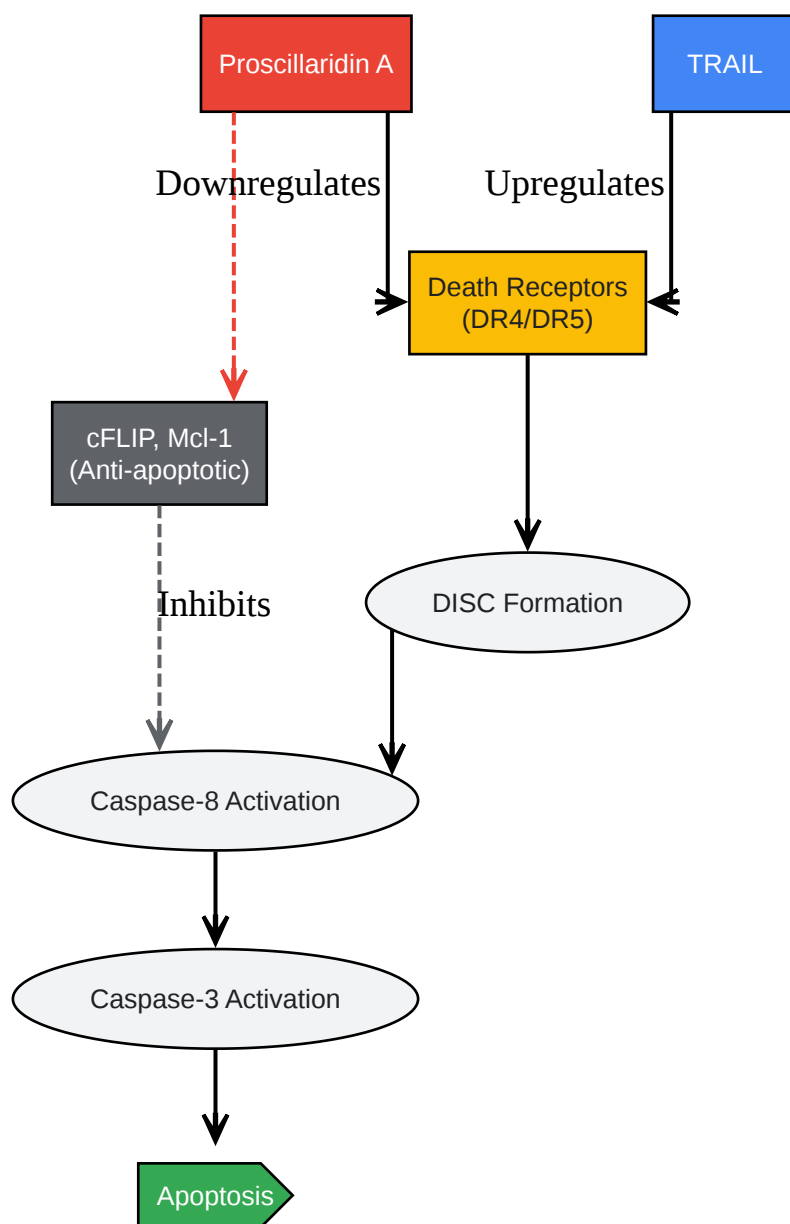 Proscillaridin A
TRAIL
Downregulates
Upregulates
Death Receptors
(DR4/DR5)
cFLIP, Mcl-1
(Anti-apoptotic)
Inhibits
DISC Formation
Caspase-8 Activation
Caspase-3 Activation
Apoptosis